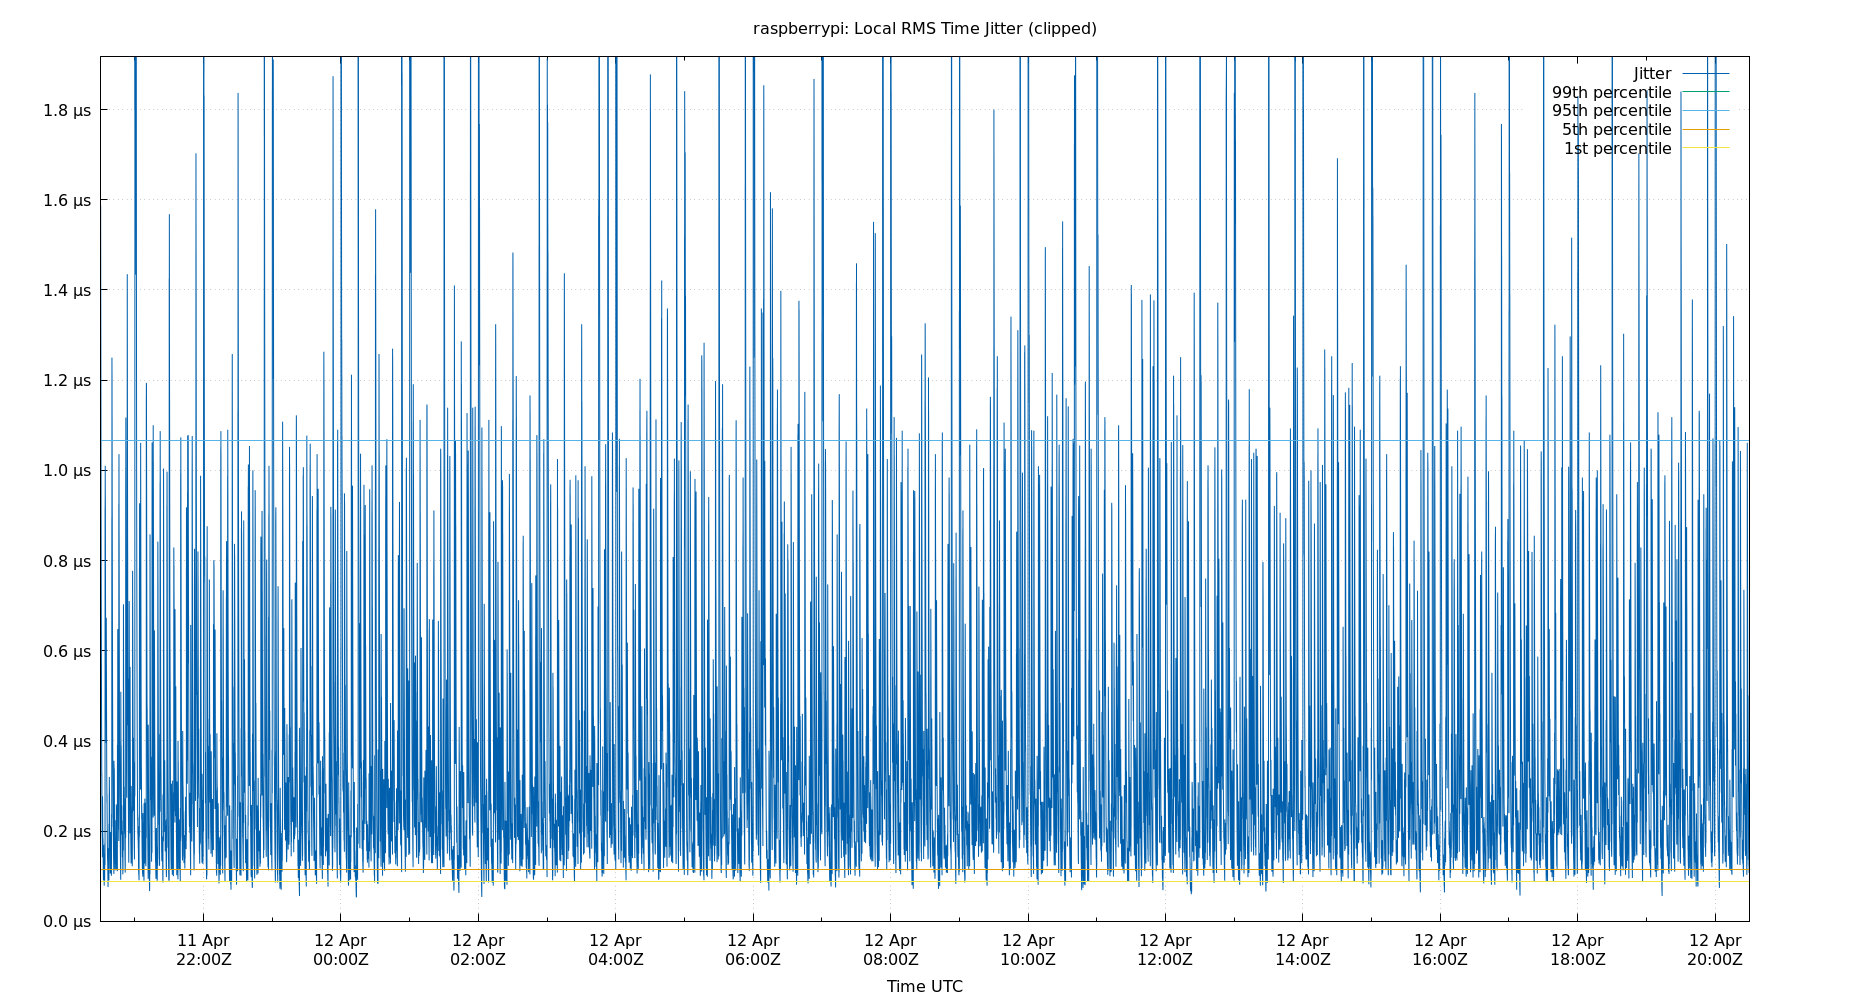 raspberrypi: Local RMS Time Jitter (clipped)
Jitter
99th percentile
95th percentile
5th percentile
1st percentile
1.8 µs
1.6 µs
1.4 µs
1.2 µs
1.0 µs
0.8 µs
0.6 µs
0.4 µs
0.2 µs
0.0 µs
11 Apr 12 Apr 12 Apr 12 Apr 12 Apr 12 Apr 12 Apr 12 Apr 12 Apr 12 Apr 12 Apr 12 Apr
22:00Z 00:00Z 02:00Z 04:00Z 06:00Z 08:00Z 10:00Z 12:00Z 14:00Z 16:00Z 18:00Z 20:00Z
Time UTC